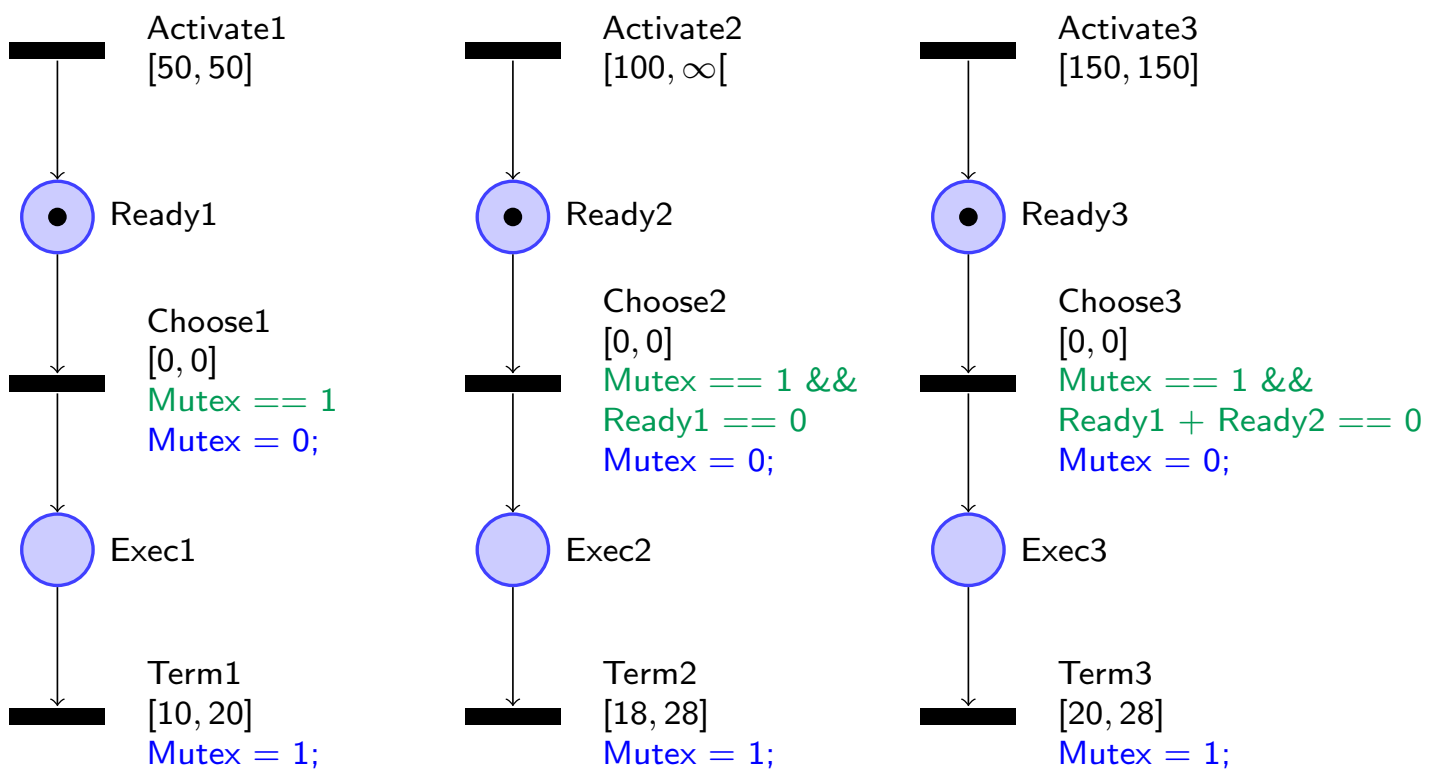 Activate1
[50, 50]
Activate2
[100, ∞[
Activate3
[150, 150]
Ready1
Ready2
Ready3
Choose1
[0, 0]
Mutex == 1
Mutex = 0;
Choose2
[0, 0]
Mutex == 1 &&
Ready1 == 0
Mutex = 0;
Choose3
[0, 0]
Mutex == 1 &&
Ready1 + Ready2 == 0
Mutex = 0;
Exec1
Exec2
Exec3
Term1
[10, 20]
Mutex = 1;
Term2
[18, 28]
Mutex = 1;
Term3
[20, 28]
Mutex = 1;